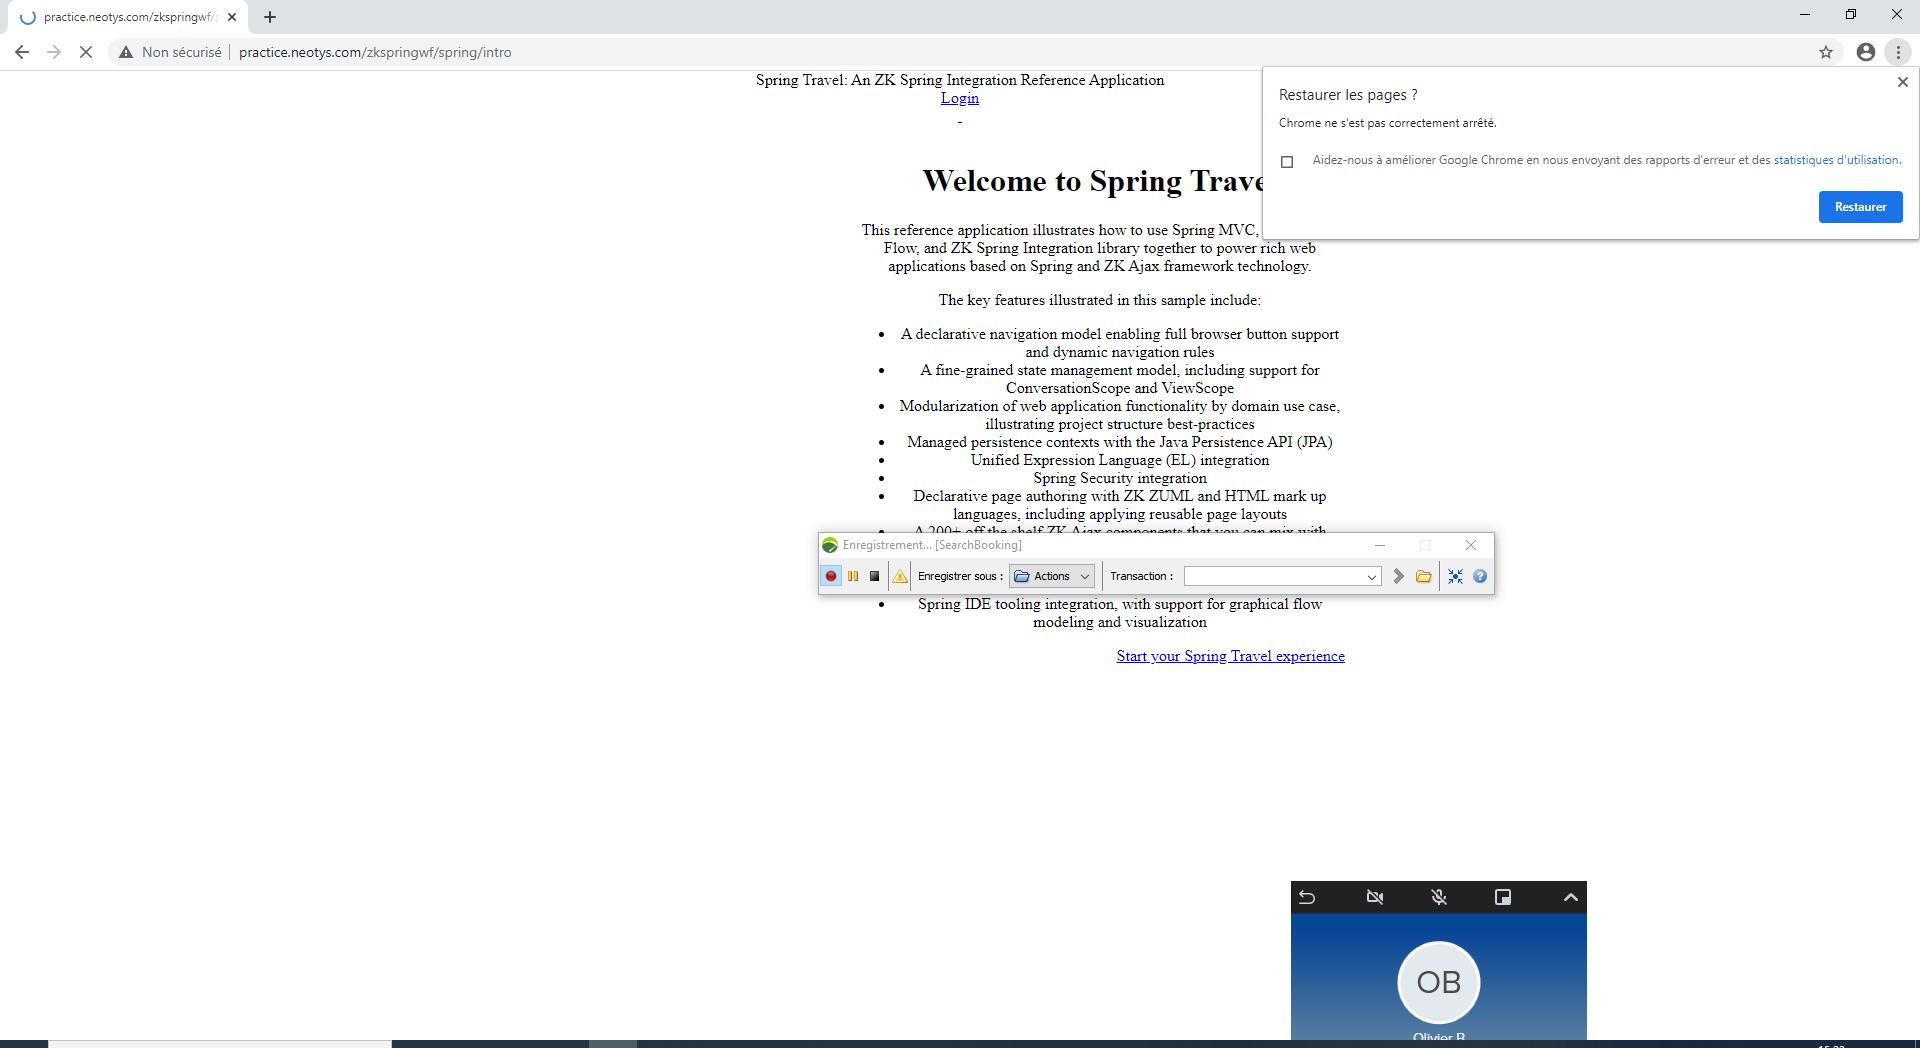 practice.neotys.com/zkspringwf/s
Non sécurisé
practice.neotys.com/zkspringwf/spring/intro
Spring Travel: An ZK Spring Integration Reference Application
Login
-
Restaurer les pages ?
Chrome ne s'est pas correctement arrêté.
Aidez-nous à améliorer Google Chrome en nous envoyant des rapports d'erreur et des statistiques d'utilisation.
Restaurer
Welcome to Spring Trave
This reference application illustrates how to use Spring MVC,
Flow, and ZK Spring Integration library together to power rich web
applications based on Spring and ZK Ajax framework technology.
The key features illustrated in this sample include:
• A declarative navigation model enabling full browser button support
and dynamic navigation rules
• A fine-grained state management model, including support for
ConversationScope and ViewScope
• Modularization of web application functionality by domain use case,
illustrating project structure best-practices
• Managed persistence contexts with the Java Persistence API (JPA)
• Unified Expression Language (EL) integration
• Spring Security integration
• Declarative page authoring with ZK ZUML and HTML mark up
languages, including applying reusable page layouts
• A 200+ off the shelf ZK Ajax components that you can mix with
Enregistrement... [SearchBooking]
Enregistrer sous : Actions Transaction :
• Spring IDE tooling integration, with support for graphical flow
modeling and visualization
Start your Spring Travel experience
OB
Olivier B